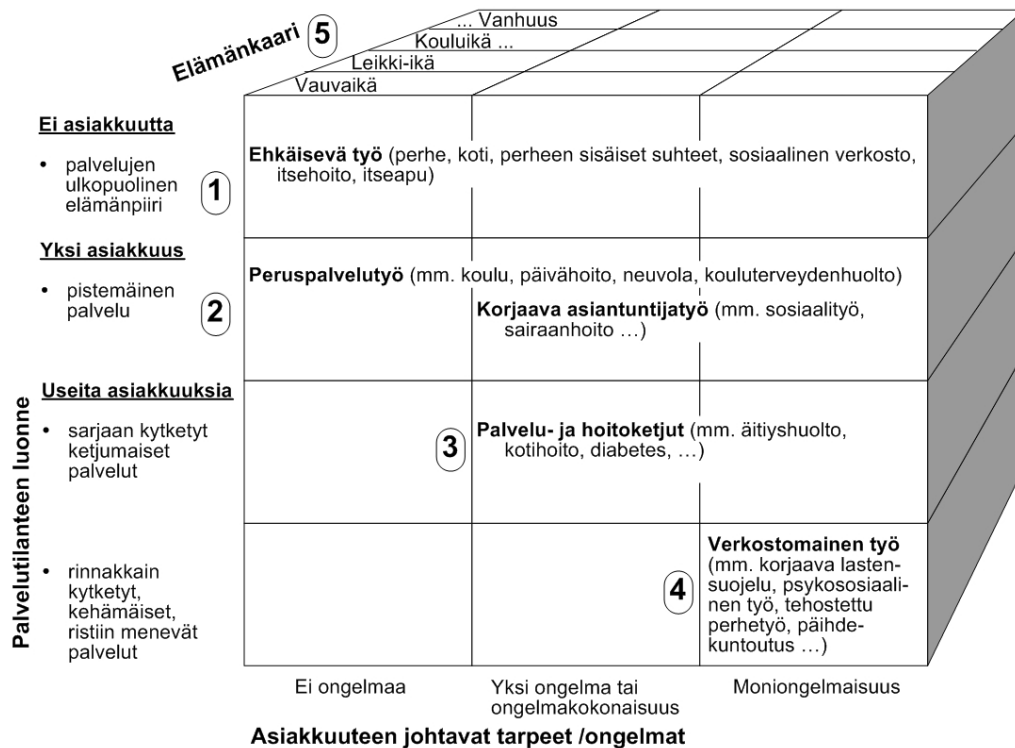 Elämänkaari 5
... Vanhuus
Kouluikä ...
Leikki-ikä
Vauvaikä
Ei asiakkuutta
• palvelujen
ulkopuolinen
elämänpiiri
1
Ehkäisevä työ (perhe, koti, perheen sisäiset suhteet, sosiaalinen verkosto,
itsehoito, itseapu)
Yksi asiakkuus
• pistemäinen
palvelu
2
Peruspalvelutyö (mm. koulu, päivähoito, neuvola, kouluterveydenhuolto)
Korjaava asiantuntijatyö (mm. sosiaalityö,
sairaanhoito …)
Useita asiakkuuksia
• sarjaan kytketyt
ketjumaiset
palvelut
3
Palvelu- ja hoitoketjut (mm. äitiyshuolto,
kotihoito, diabetes, …)
• rinnakkain
kytketyt,
kehämäiset,
ristiin menevät
palvelut
4
Verkostomainen työ
(mm. korjaava lasten-
suojelu, psykososiaali-
nen työ, tehostettu
perhetyö, päihde-
kuntoutus …)
Palvelutilanteen luonne
Ei ongelmaa
Yksi ongelma tai
ongelmakokonaisuus
Moniongelmaisuus
Asiakkuuteen johtavat tarpeet /ongelmat